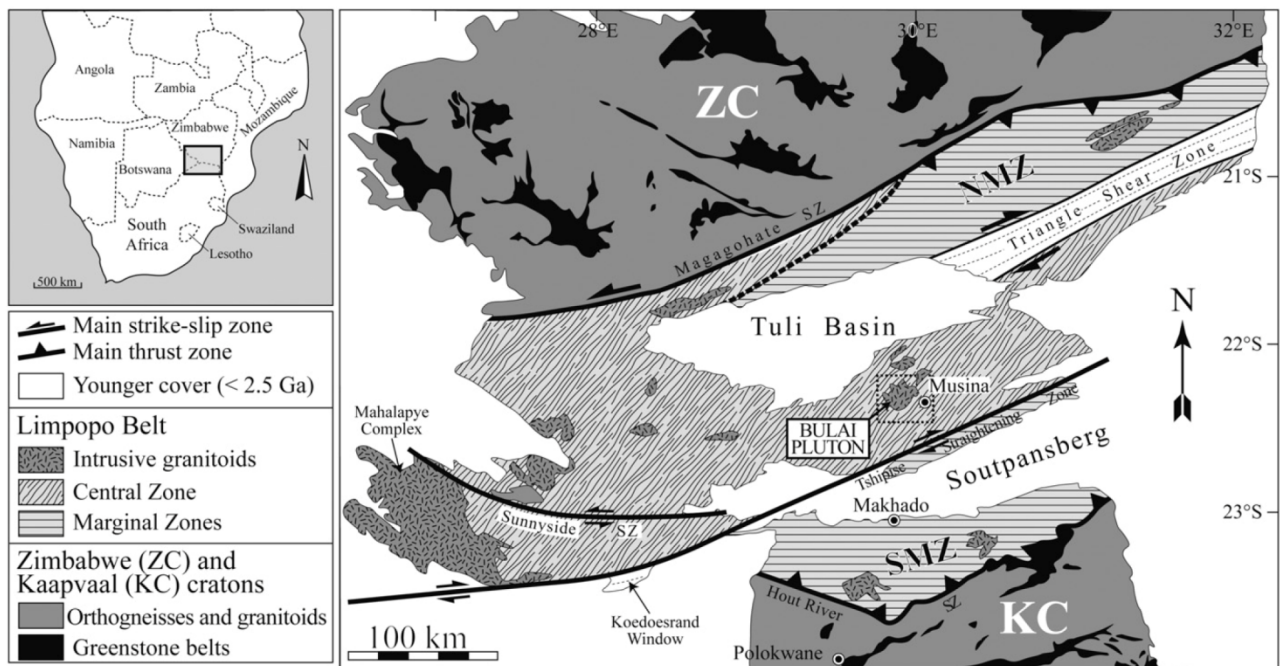 Angola
Zambia
Zimbabwe
Mozambique
Namibia
Botswana
N
South
Africa
Swaziland
Lesotho
500 km
Main strike-slip zone
Main thrust zone
Younger cover (< 2.5 Ga)
Limpopo Belt
Intrusive granitoids
Central Zone
Marginal Zones
Zimbabwe (ZC) and
Kaapvaal (KC) cratons
Orthogneisses and granitoids
Greenstone belts
28°E
30°E
32°E
ZC
NMZ
Triangle Shear Zone
21°S
Magagohate SZ
N
Tuli Basin
22°S
Musina
BULAI
PLUTON
Mahalapye
Complex
Tshipise Straightening Zone
Soutpansberg
Sunnyside SZ
Makhado
23°S
SMZ
Hout River SZ
KC
Koedoesrand
Window
100 km
Polokwane